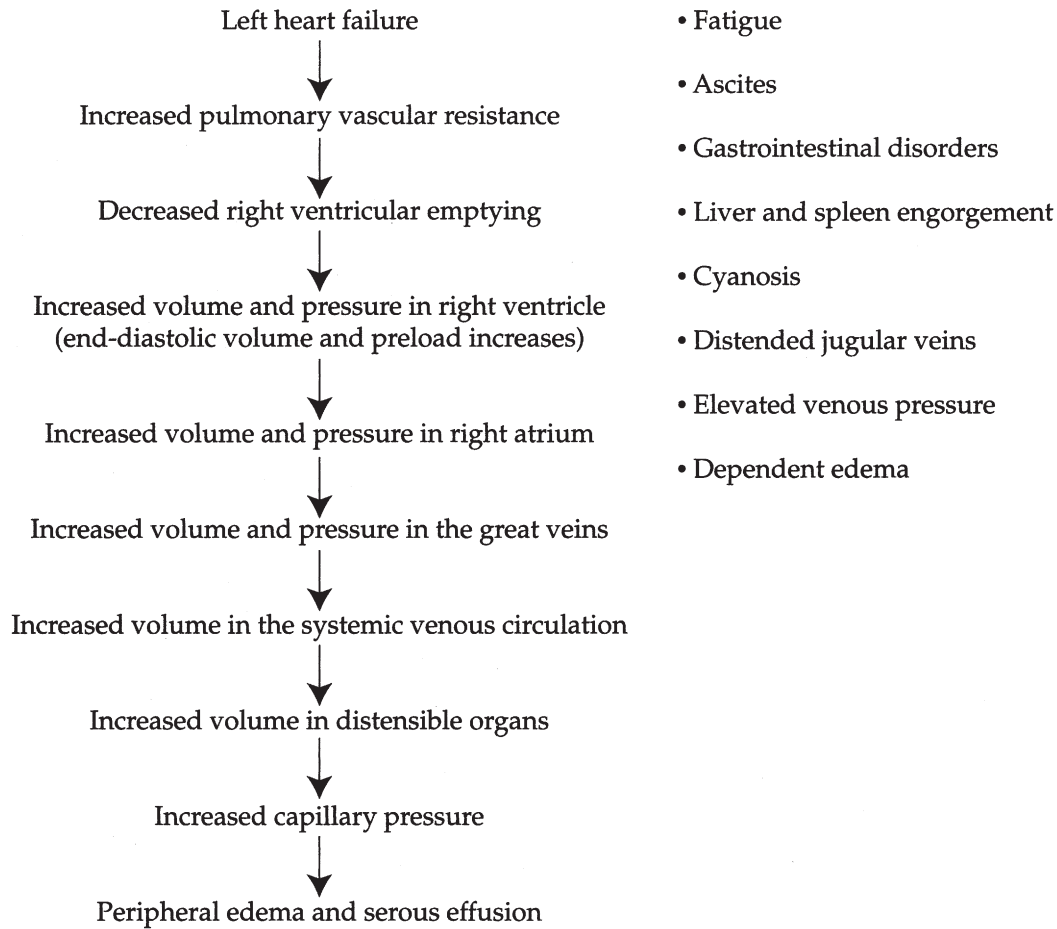 Left heart failure
Increased pulmonary vascular resistance
Decreased right ventricular emptying
Increased volume and pressure in right ventricle
(end-diastolic volume and preload increases)
Increased volume and pressure in right atrium
Increased volume and pressure in the great veins
Increased volume in the systemic venous circulation
Increased volume in distensible organs
Increased capillary pressure
Peripheral edema and serous effusion
• Fatigue
• Ascites
• Gastrointestinal disorders
• Liver and spleen engorgement
• Cyanosis
• Distended jugular veins
• Elevated venous pressure
• Dependent edema